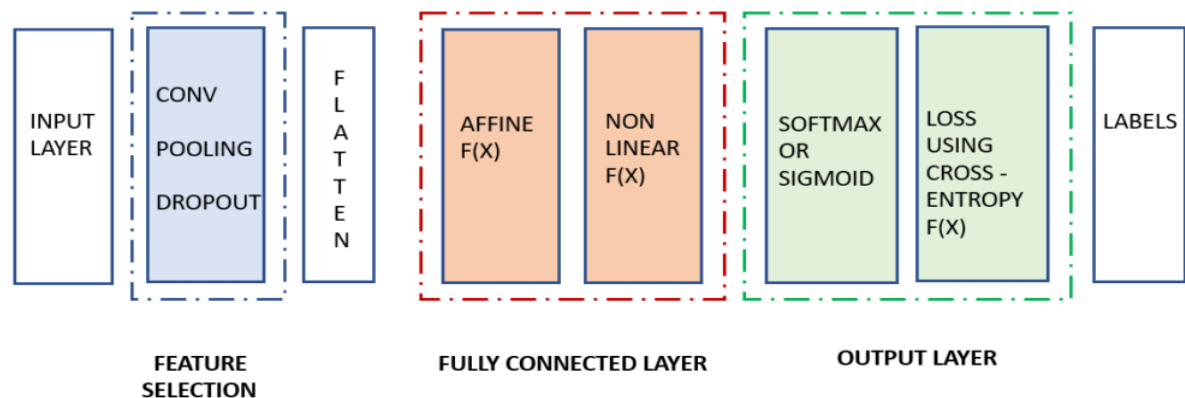 INPUT
LAYER
CONV
POOLING
DROPOUT
F
L
A
T
T
E
N
AFFINE
F(X)
NON
LINEAR
F(X)
SOFTMAX
OR
SIGMOID
LOSS
USING
CROSS -
ENTROPY
F(X)
LABELS
FEATURE
SELECTION
FULLY CONNECTED LAYER
OUTPUT LAYER